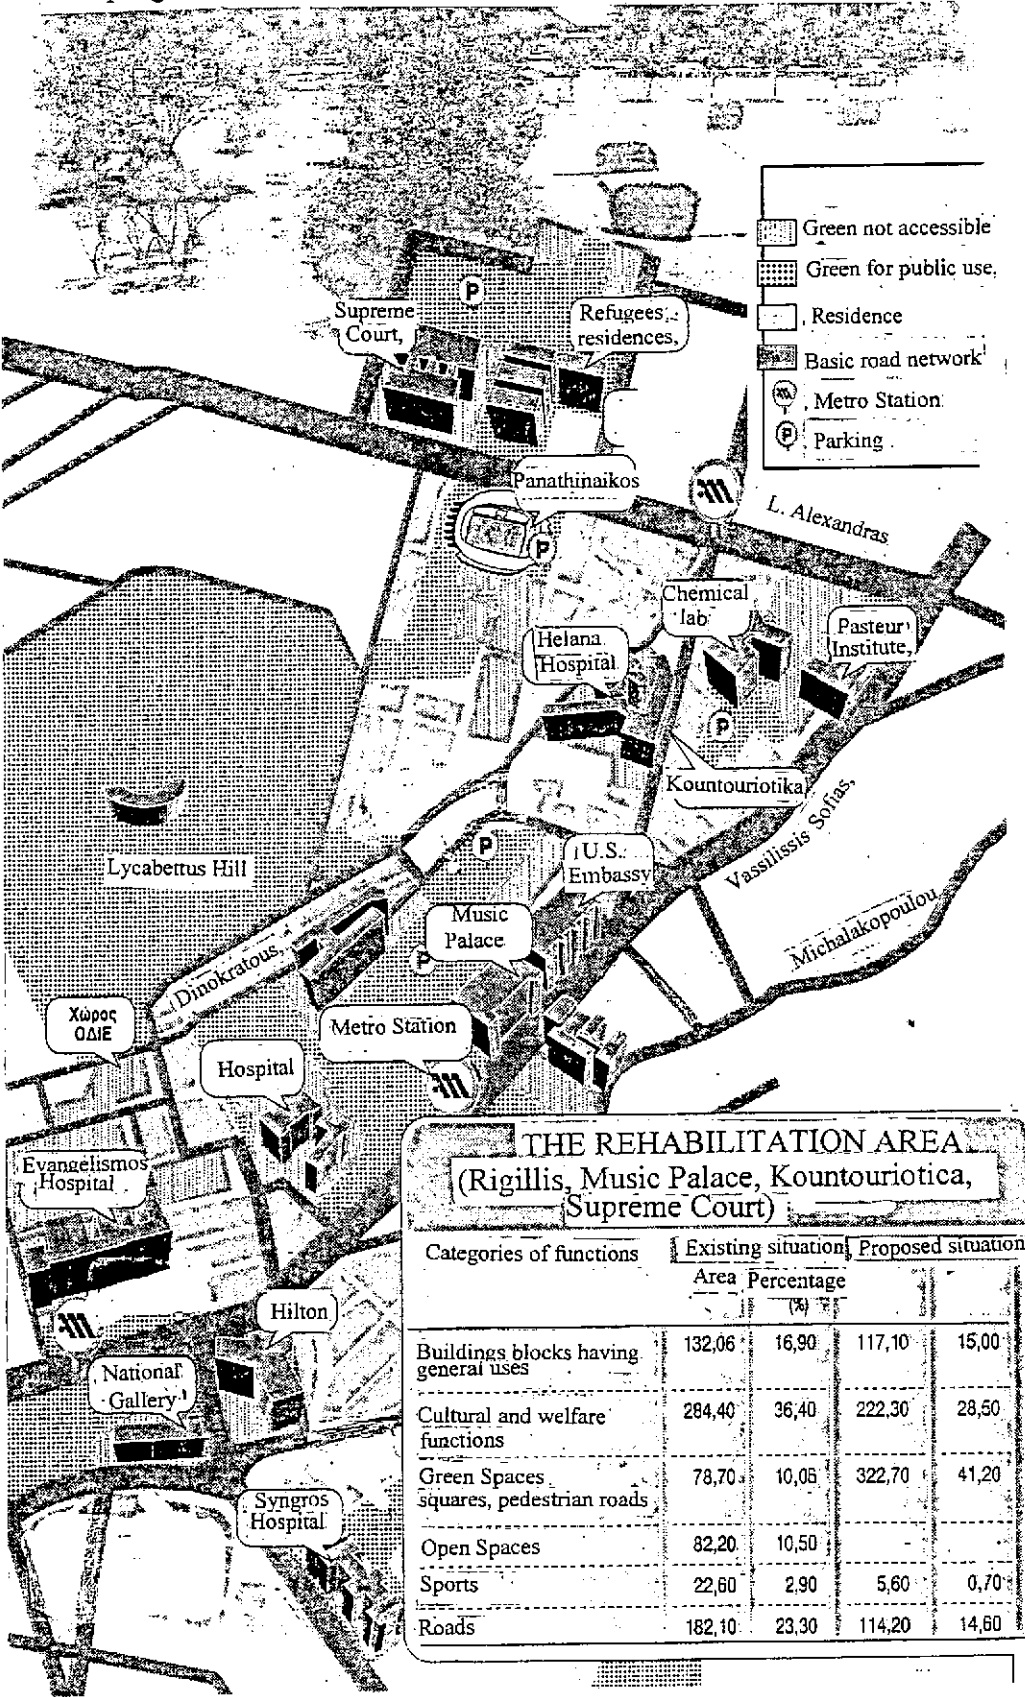 Green not accessible
Green for public use,
Residence
Basic road network
Metro Station
P
Parking
P
Supreme
Court,
Refugees
residences,
Panathinaikos
P
L. Alexandras
Chemical
lab
Pasteur
Institute,
Helana
Hospital
P
Kountouriotika
Vassilissis Sofias,
Michalakopoulou
Lycabettus Hill
P
U.S.
Embassy
Music
Palace
P
Dinokratous,
Χώρος
ΟΔΙΕ
Metro Station
Hospital
Evangelismos
Hospital
Hilton
National
Gallery
Syngros
Hospital
THE REHABILITATION AREA
(Rigillis, Music Palace, Kountouriotica,
Supreme Court)
Categories of functions Existing situation Proposed situation
Area Percentage
(%)
Buildings blocks having general uses 132,06 16,90 117,10 15,00
Cultural and welfare functions 284,40 36,40 222,30 28,50
Green Spaces squares, pedestrian roads 78,70 10,06 322,70 41,20
Open Spaces 82,20 10,50 - -
Sports 22,60 2,90 5,60 0,70
Roads 182,10 23,30 114,20 14,60